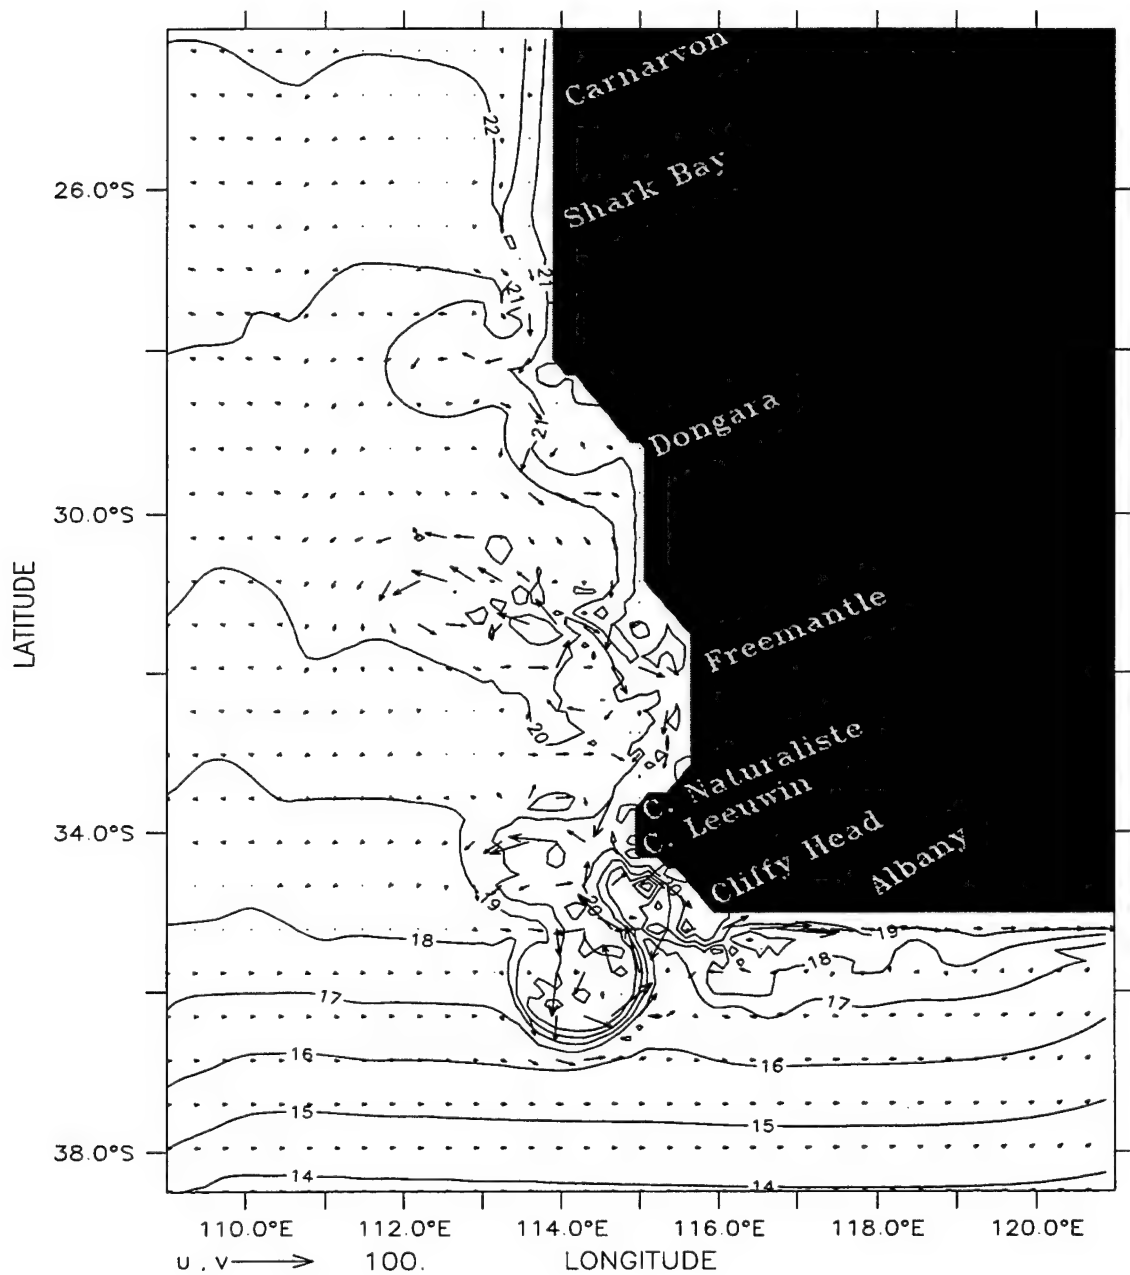 Carnarvon
22
Shark Bay
26.0°S
21
21
Dongara
21
30.0°S
LATITUDE
Freemantle
20
C. Naturaliste
C. Leeuwin
34.0°S
Cliffy Head
Albany
19
20
18
19
18
17
17
16
16
15
15
38.0°S
14
14
110.0°E 112.0°E 114.0°E 116.0°E 118.0°E 120.0°E
u , v 100. LONGITUDE